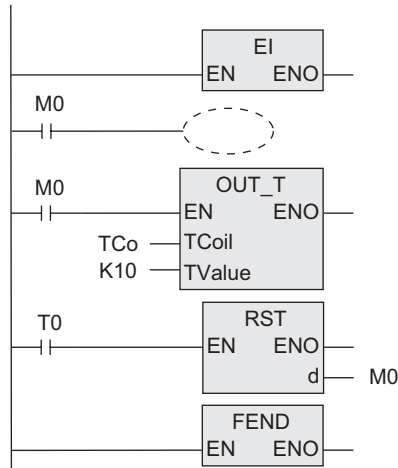 EI
EN ENO
M0
M0
OUT_T
EN ENO
TCo TCoil
K10 TValue
T0
RST
EN ENO
d M0
FEND
EN ENO